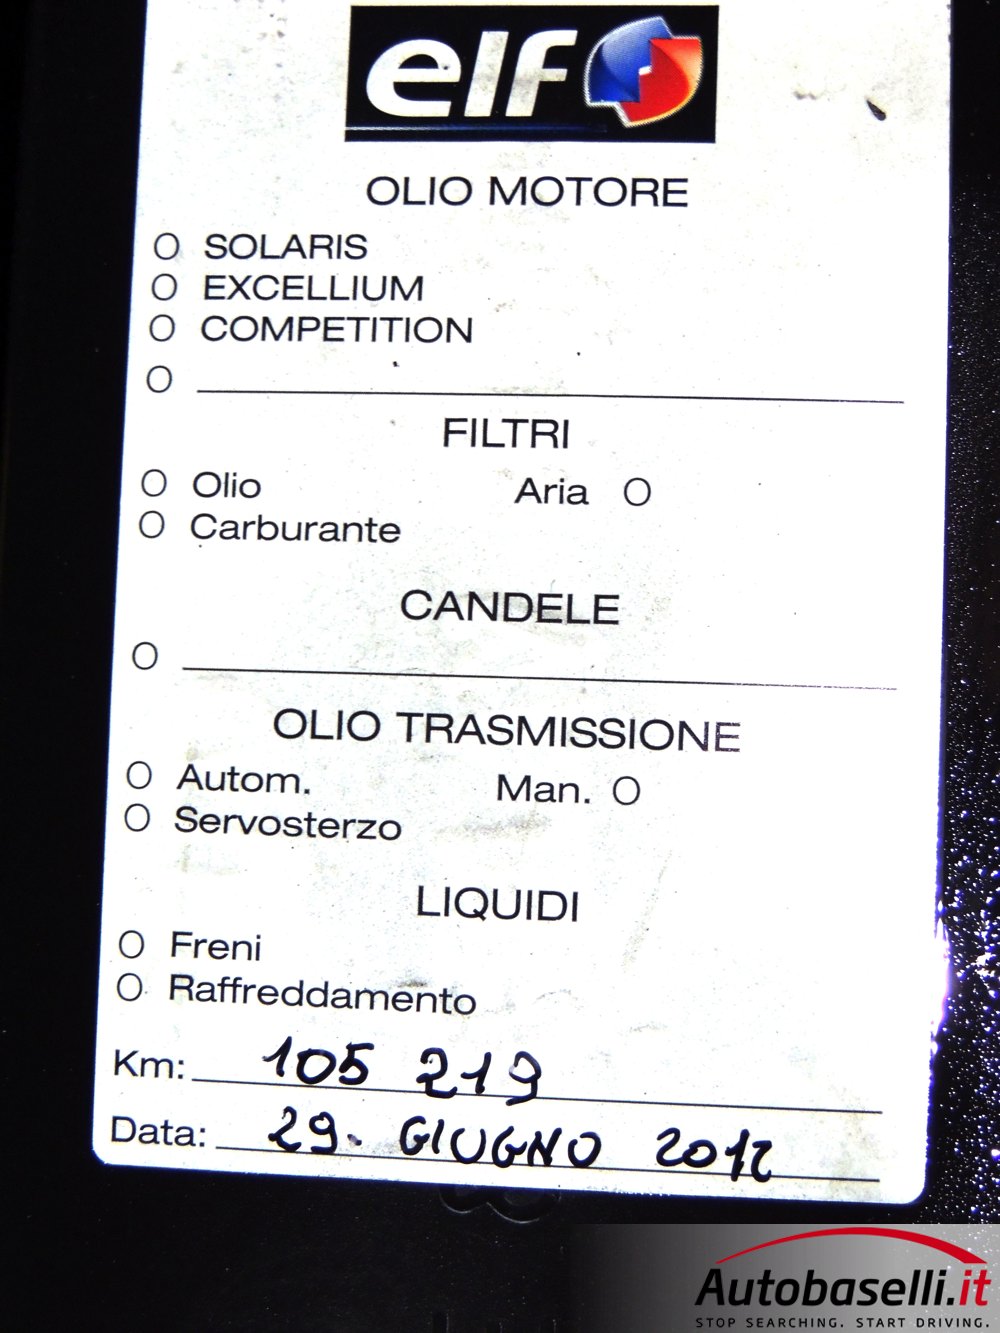 elf
OLIO MOTORE
O SOLARIS
O EXCELLIUM
O COMPETITION
O
FILTRI
O Olio Aria O
O Carburante
CANDELE
O
OLIO TRASMISSIONE
O Autom. Man. O
O Servosterzo
LIQUIDI
O Freni
O Raffreddamento
Km: 105 219
Data: 29. GIUGNO 2012
Autobaselli.it
STOP SEARCHING. START DRIVING.